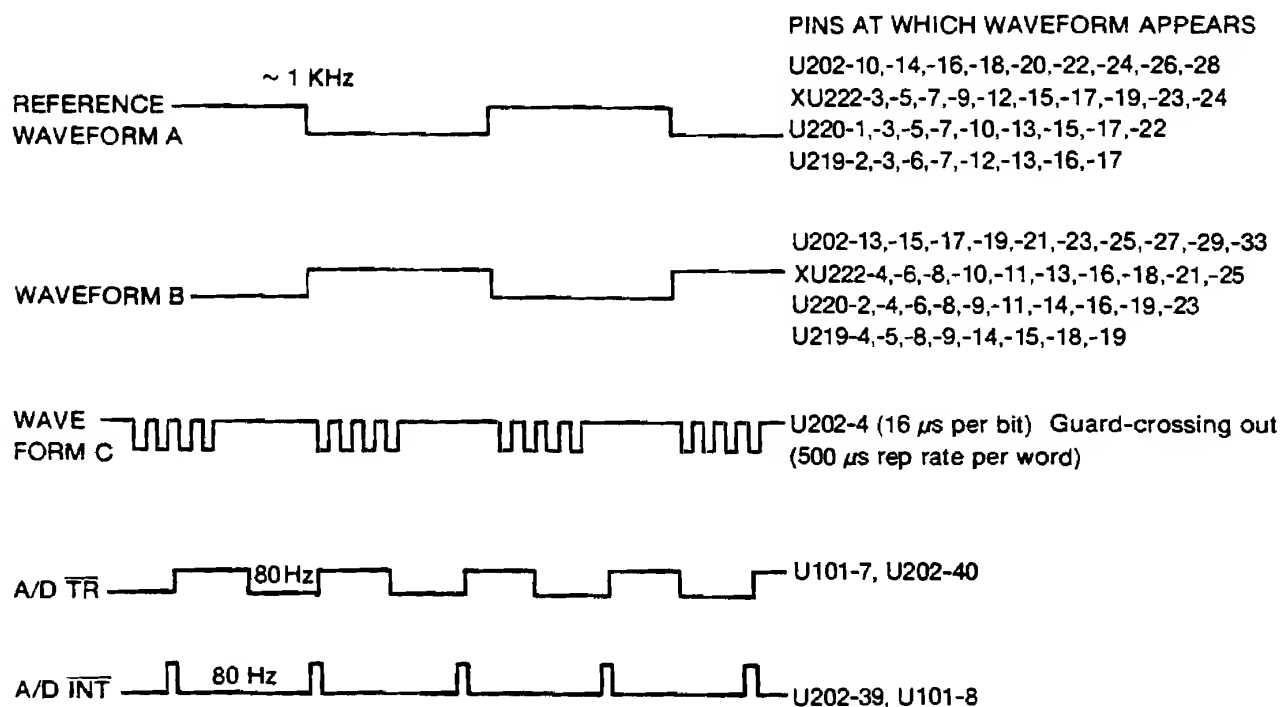 PINS AT WHICH WAVEFORM APPEARS
~ 1 KHz
REFERENCE
WAVEFORM A
U202-10,-14,-16,-18,-20,-22,-24,-26,-28
XU222-3,-5,-7,-9,-12,-15,-17,-19,-23,-24
U220-1,-3,-5,-7,-10,-13,-15,-17,-22
U219-2,-3,-6,-7,-12,-13,-16,-17
WAVEFORM B
U202-13,-15,-17,-19,-21,-23,-25,-27,-29,-33
XU222-4,-6,-8,-10,-11,-13,-16,-18,-21,-25
U220-2,-4,-6,-8,-9,-11,-14,-16,-19,-23
U219-4,-5,-8,-9,-14,-15,-18,-19
WAVE
FORM C
U202-4 (16 µs per bit) Guard-crossing out
(500 µs rep rate per word)
A/D T̅R̅
80 Hz
U101-7, U202-40
A/D I̅N̅T̅
80 Hz
U202-39, U101-8